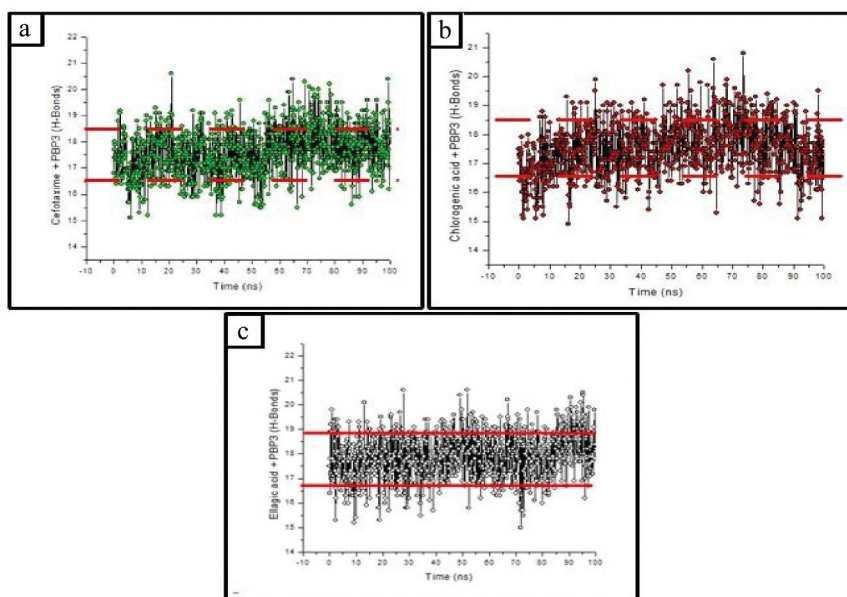 a
Cefotaxime + PBP3 (H-Bonds)
22
21
20
19
18
17
16
15
14
-10 0 10 20 30 40 50 60 70 80 90 100
Time (ns)
b
Chlorogenic acid + PBP3 (H-Bonds)
21
20
19
18
17
16
15
14
-10 0 10 20 30 40 50 60 70 80 90 100
Time (ns)
c
Ellagic acid + PBP3 (H-Bonds)
22
21
20
19
18
17
16
15
14
-10 0 10 20 30 40 50 60 70 80 90 100
Time (ns)